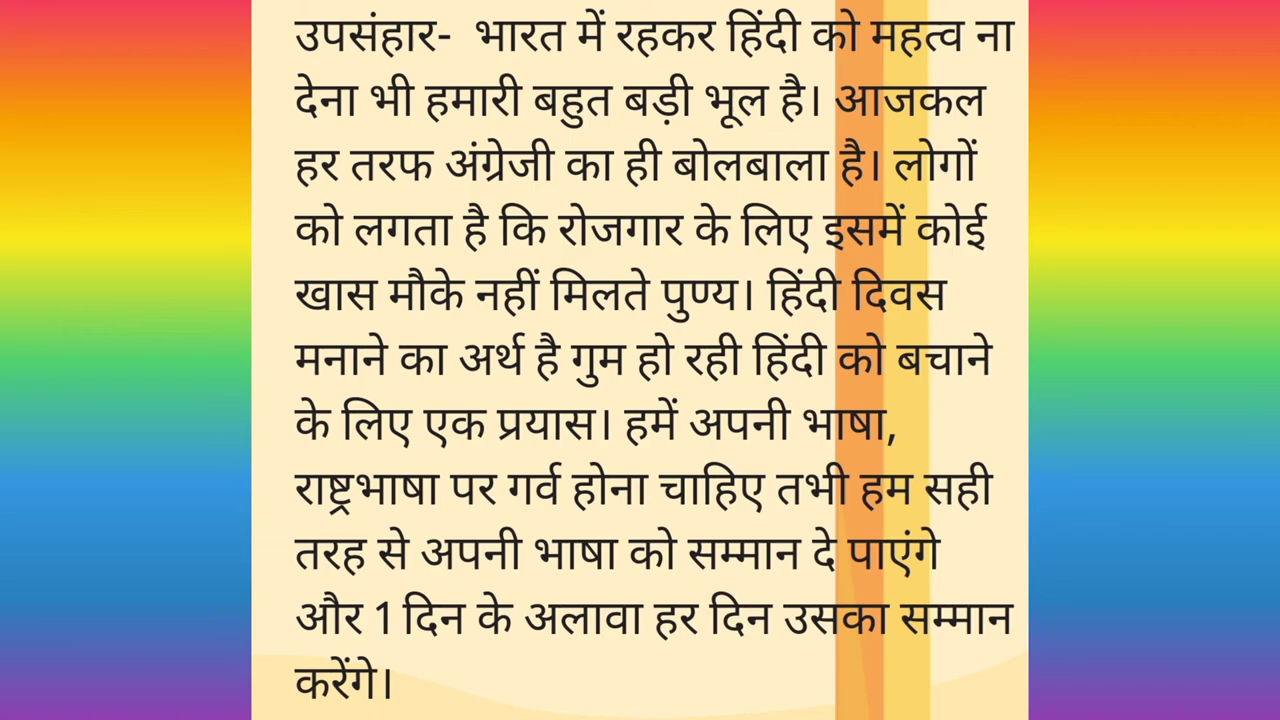 उपसंहार-  भारत में रहकर हिंदी को महत्व ना
देना भी हमारी बहुत बड़ी भूल है। आजकल
हर तरफ अंग्रेजी का ही बोलबाला है। लोगों
को लगता है कि रोजगार के लिए इसमें कोई
खास मौके नहीं मिलते पुण्य। हिंदी दिवस
मनाने का अर्थ है गुम हो रही हिंदी को बचाने
के लिए एक प्रयास। हमें अपनी भाषा,
राष्ट्रभाषा पर गर्व होना चाहिए तभी हम सही
तरह से अपनी भाषा को सम्मान दे पाएंगे
और 1 दिन के अलावा हर दिन उसका सम्मान
करेंगे।